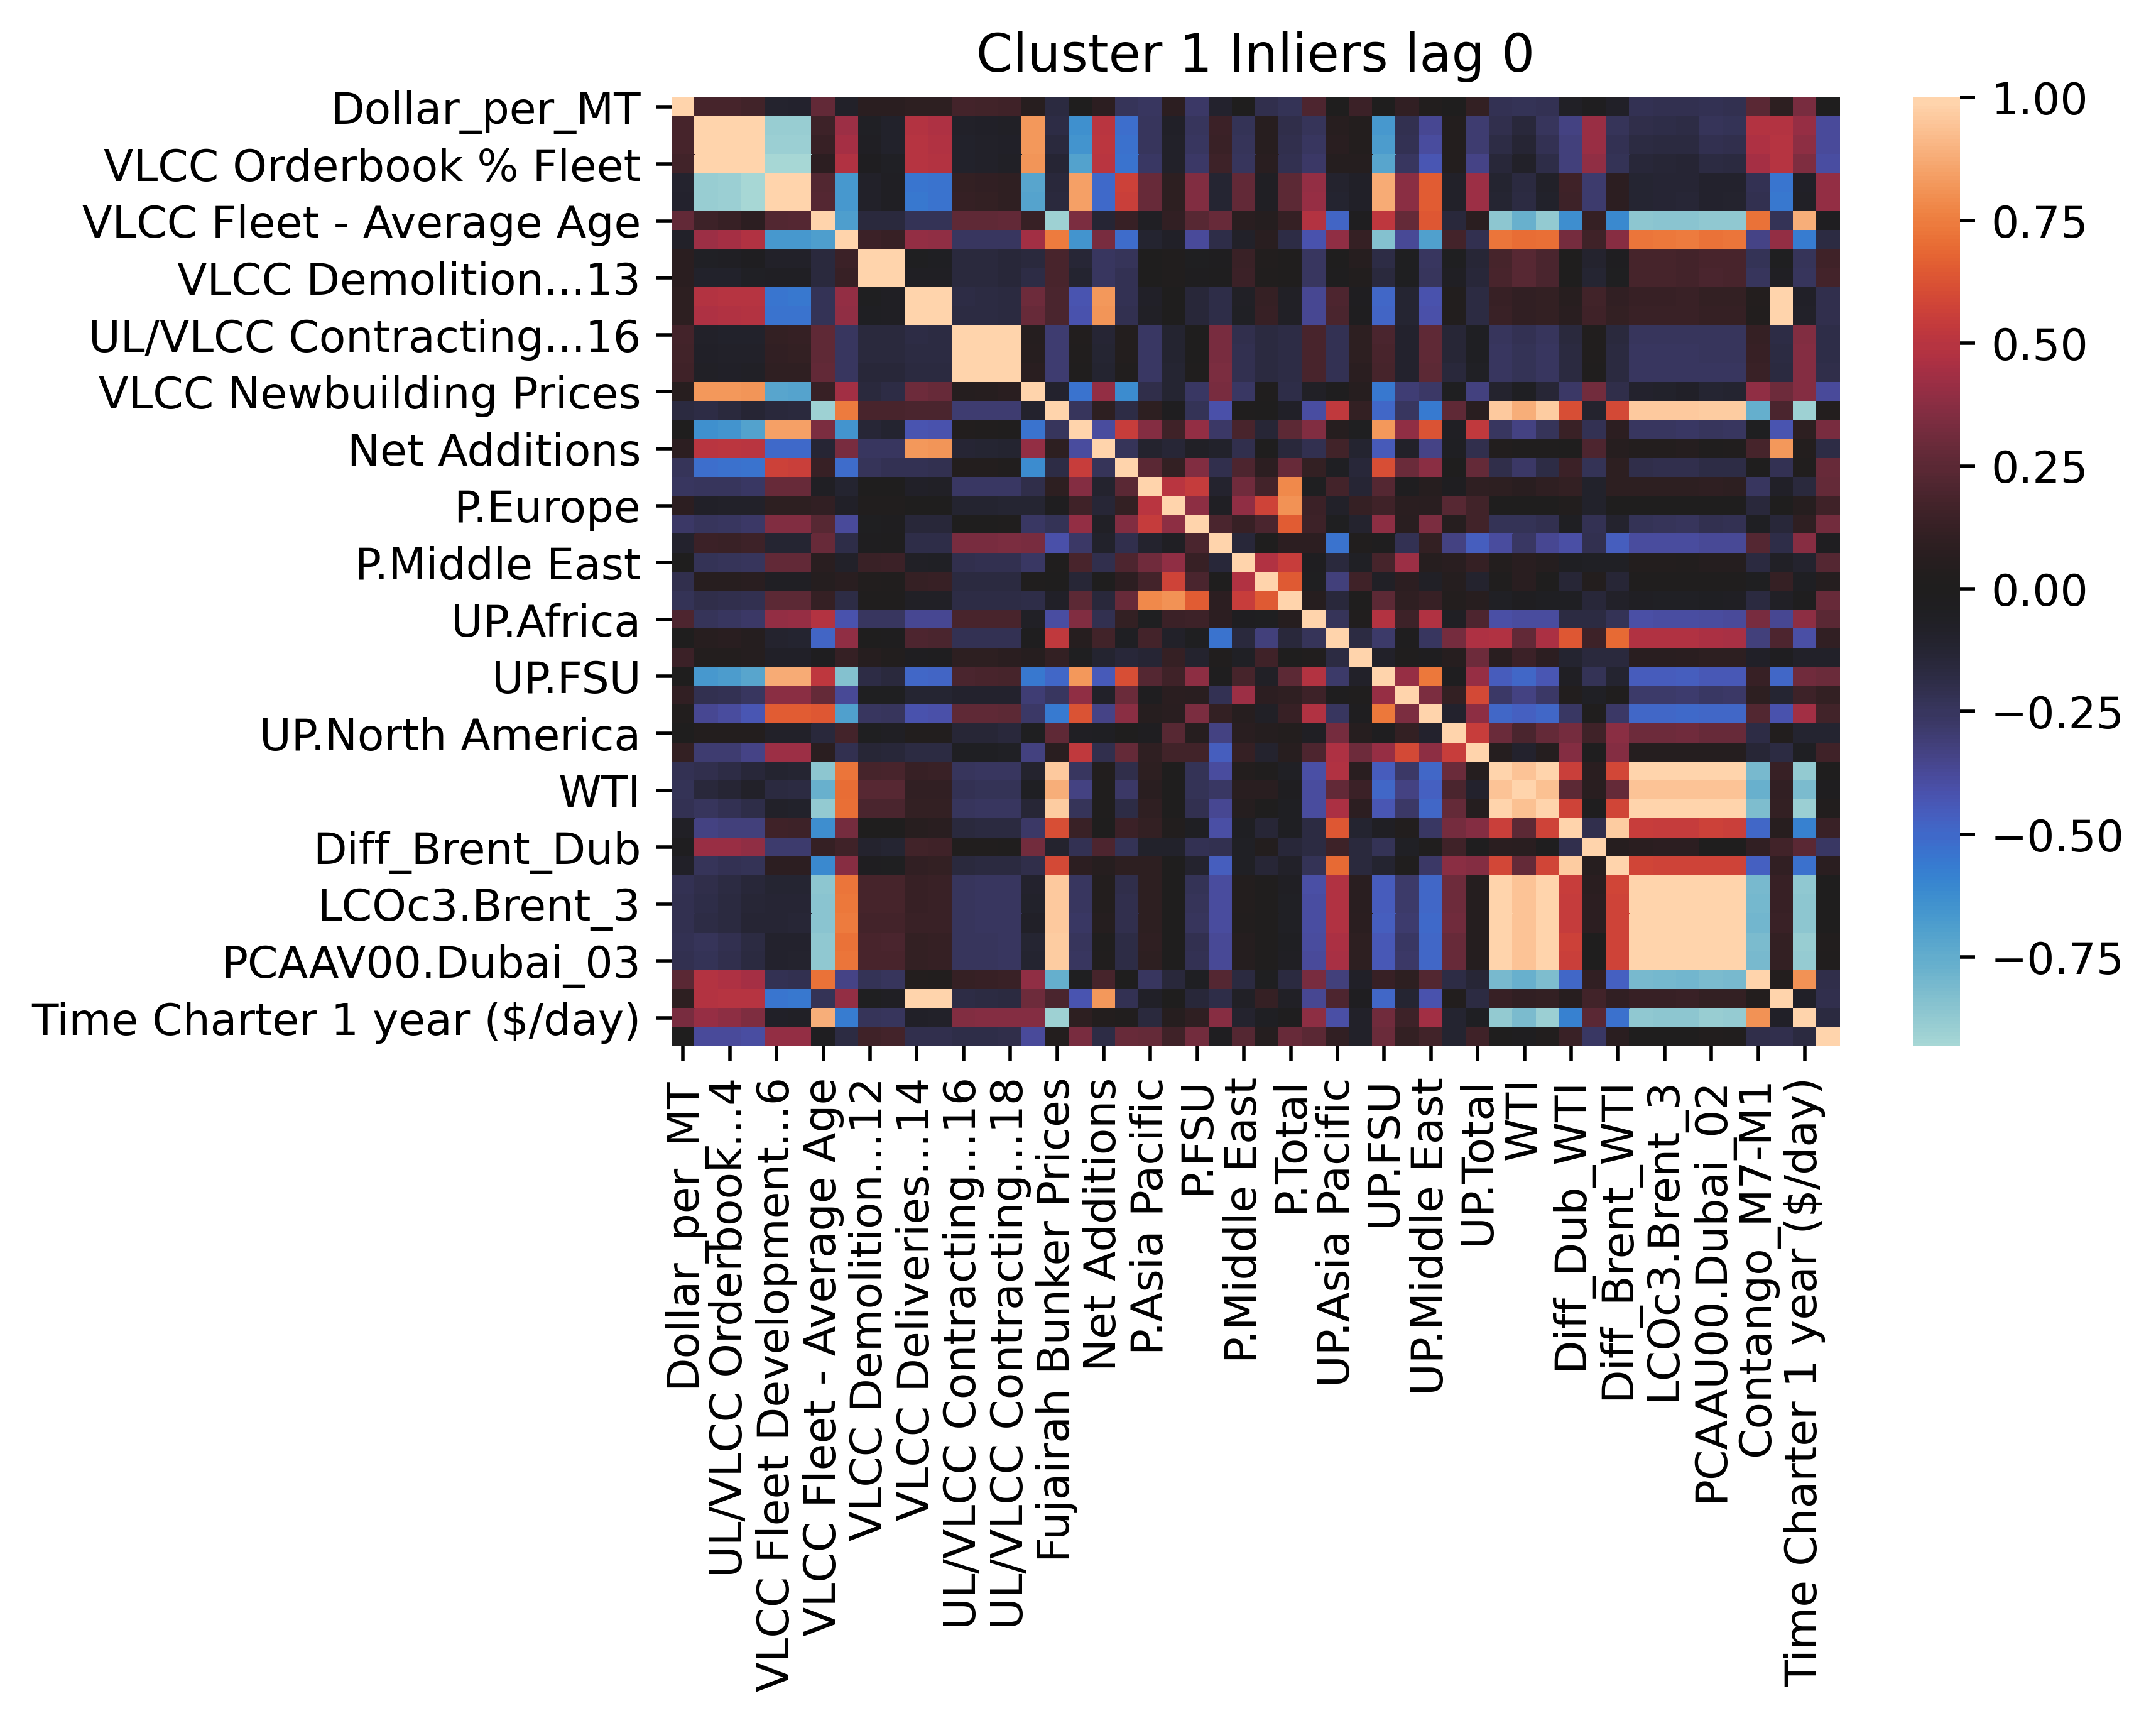 Cluster 1 Inliers lag 0
Dollar_per_MT
VLCC Orderbook % Fleet
VLCC Fleet - Average Age
VLCC Demolition...13
UL/VLCC Contracting...16
VLCC Newbuilding Prices
Net Additions
P.Europe
P.Middle East
UP.Africa
UP.FSU
UP.North America
WTI
Diff_Brent_Dub
LCOc3.Brent_3
PCAAV00.Dubai_03
Time Charter 1 year ($/day)
Dollar_per_MT
UL/VLCC Orderbook...4
VLCC Fleet Development...6
VLCC Fleet - Average Age
VLCC Demolition...12
VLCC Deliveries...14
UL/VLCC Contracting...16
UL/VLCC Contracting...18
Fujairah Bunker Prices
Net Additions
P.Asia Pacific
P.FSU
P.Middle East
P.Total
UP.Asia Pacific
UP.FSU
UP.Middle East
UP.Total
WTI
Diff_Dub_WTI
Diff_Brent_WTI
LCOc3.Brent_3
PCAAU00.Dubai_02
Contango_M7-M1
Time Charter 1 year ($/day)
1.00
0.75
0.50
0.25
0.00
−0.25
−0.50
−0.75